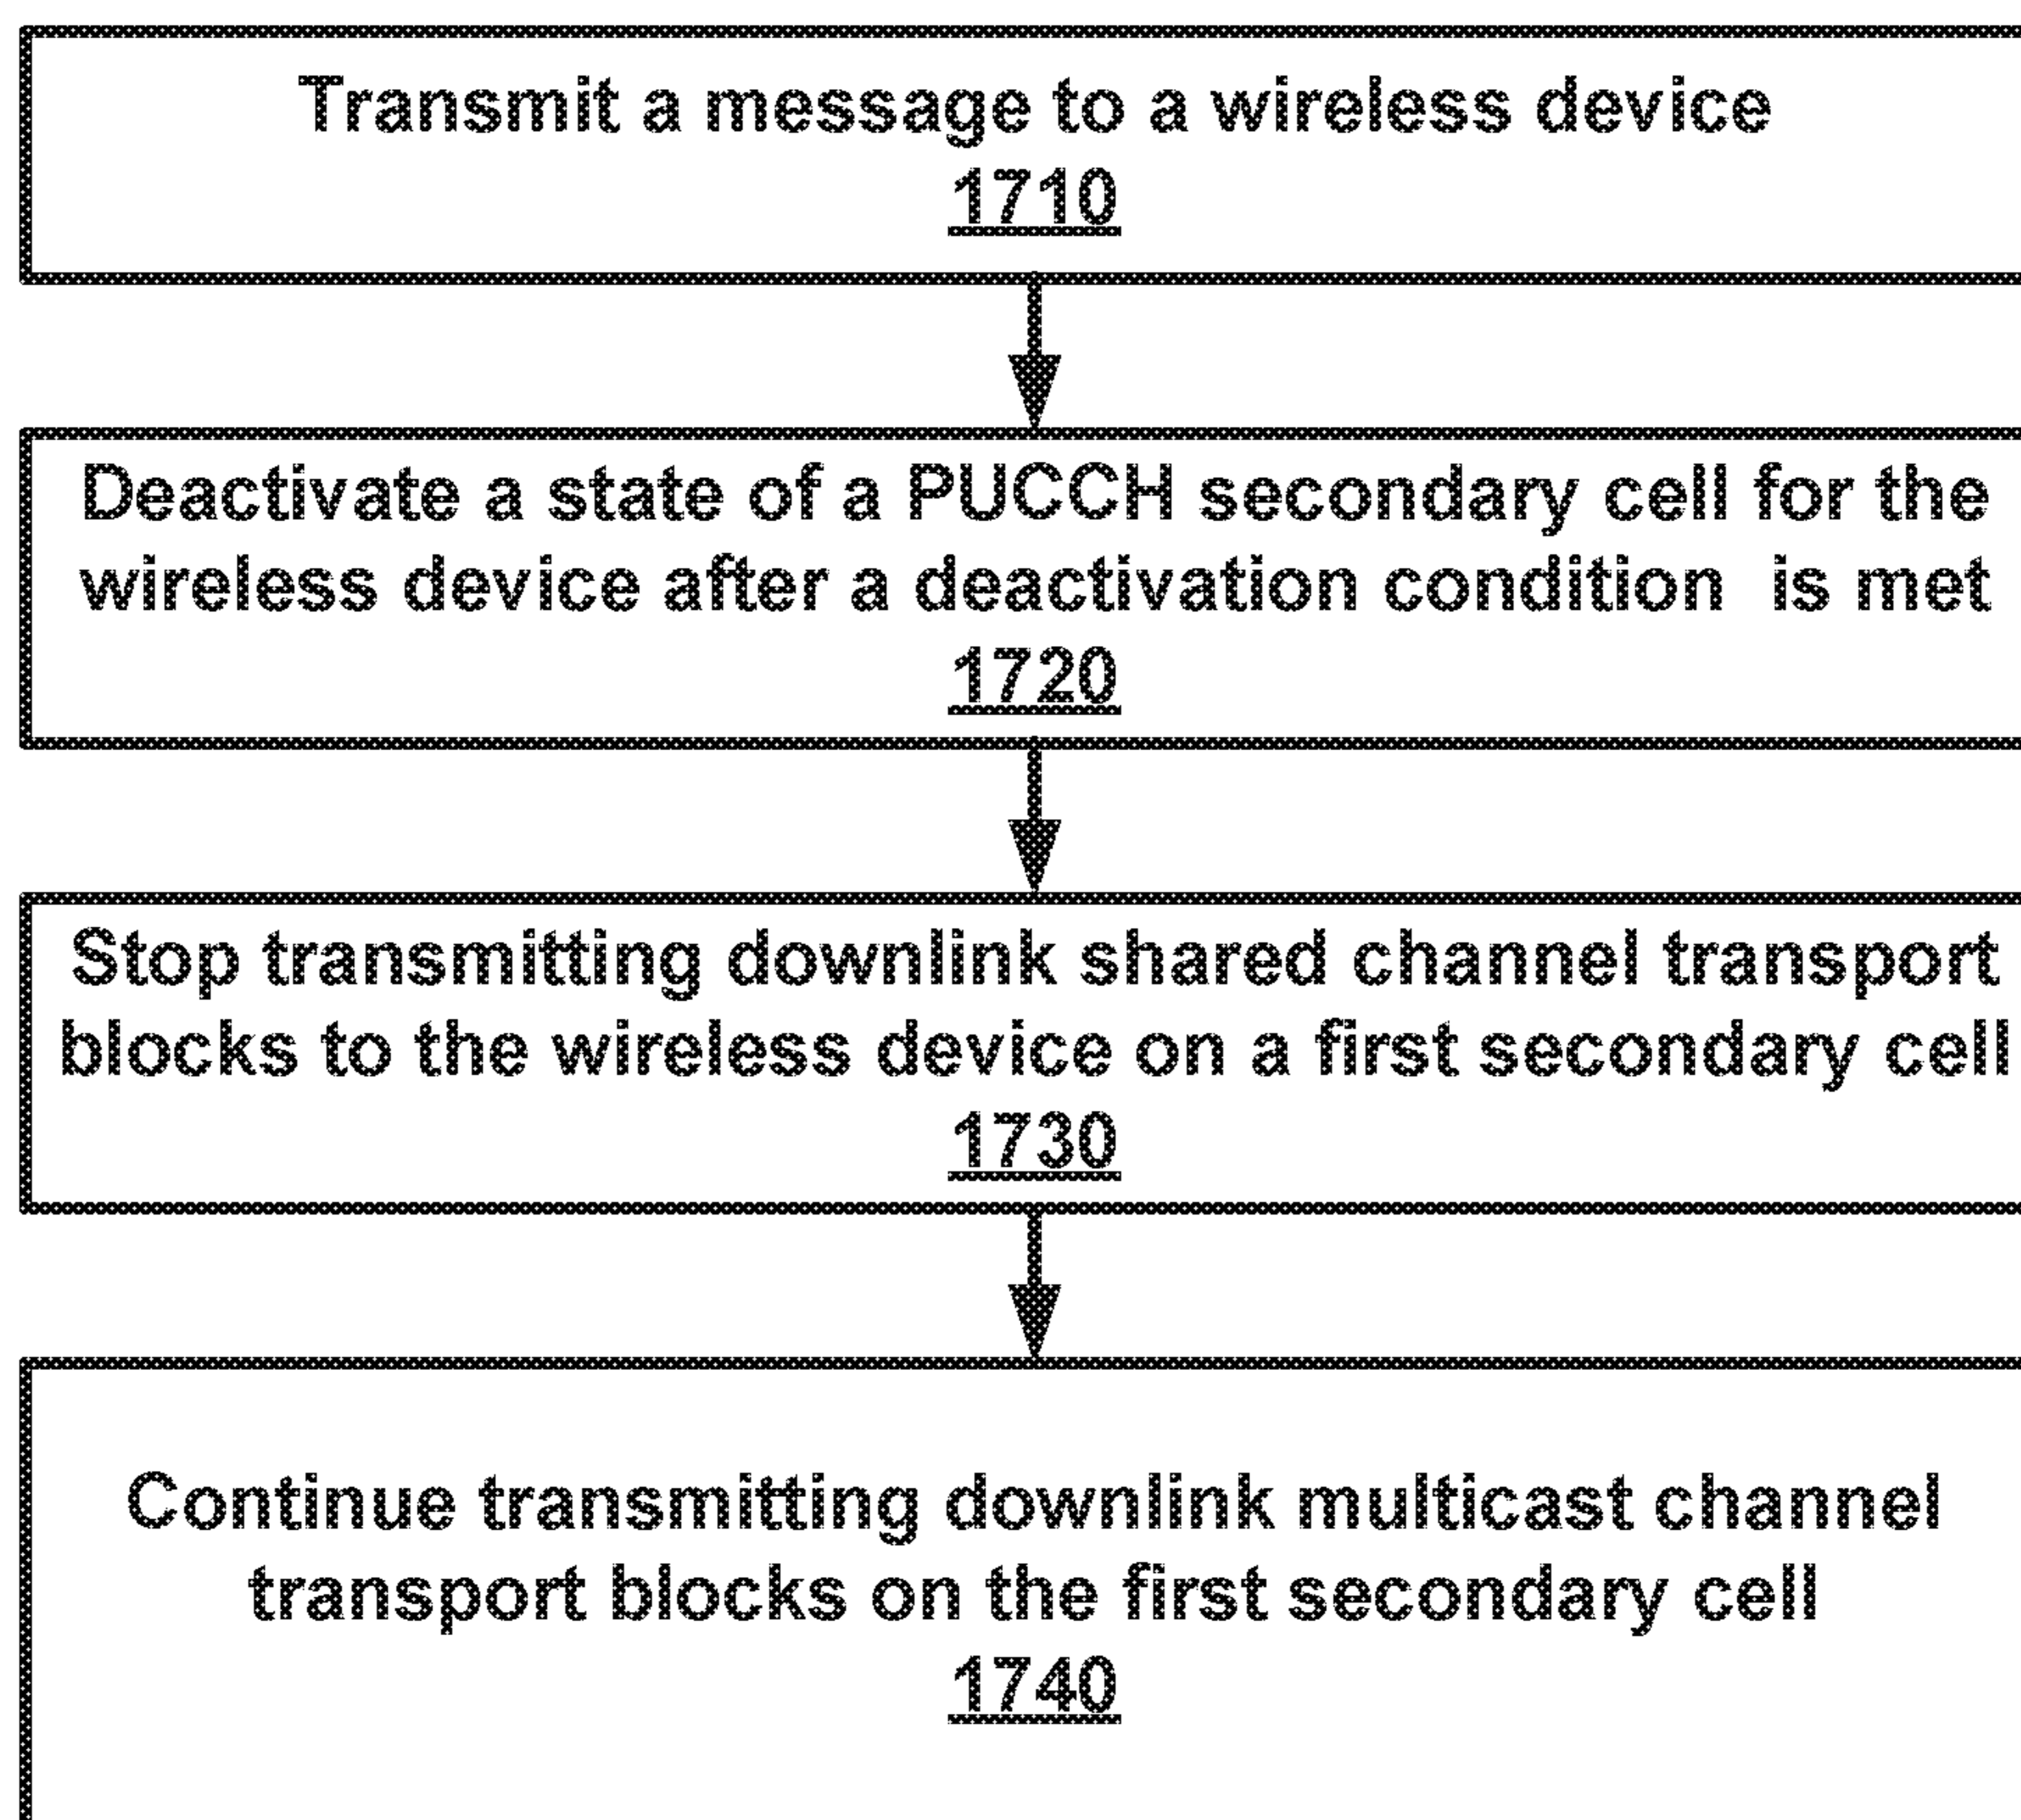 Transmit a message to a wireless device
1710
Deactivate a state of a PUCCH secondary cell for the
wireless device after a deactivation condition  is met
1720
Stop transmitting downlink shared channel transport
blocks to the wireless device on a first secondary cell
1730
Continue transmitting downlink multicast channel
transport blocks on the first secondary cell
1740